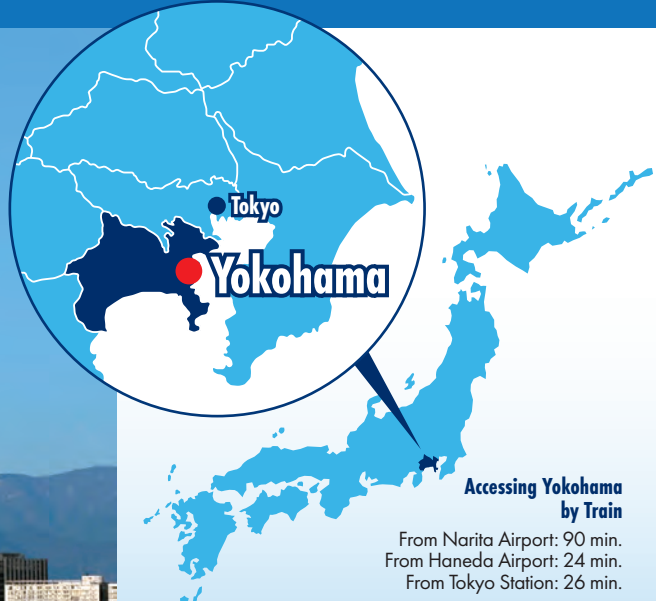 Tokyo
Yokohama
Accessing Yokohama
by Train
From Narita Airport: 90 min.
From Haneda Airport: 24 min.
From Tokyo Station: 26 min.